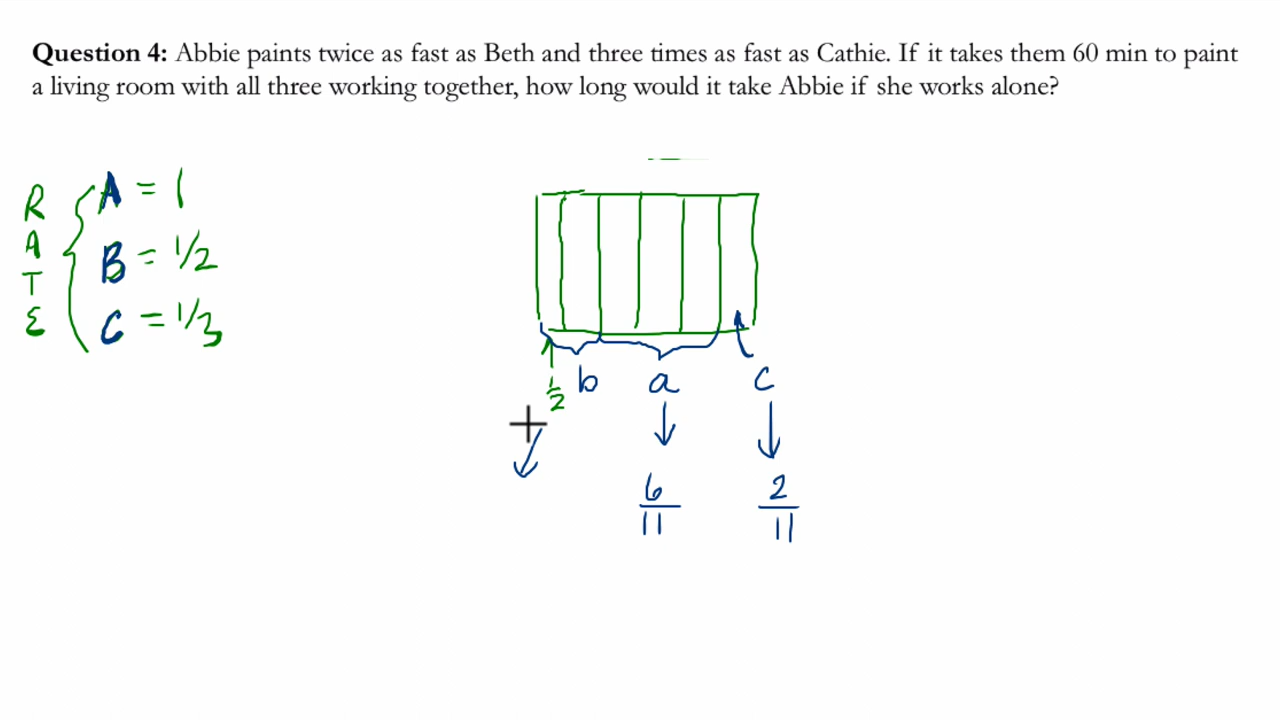 Question 4: Abbie paints twice as fast as Beth and three times as fast as Cathie. If it takes them 60 min to paint
a living room with all three working together, how long would it take Abbie if she works alone?
RATE
A = 1
B = 1/2
C = 1/3
1/2 b a c
6/11 2/11